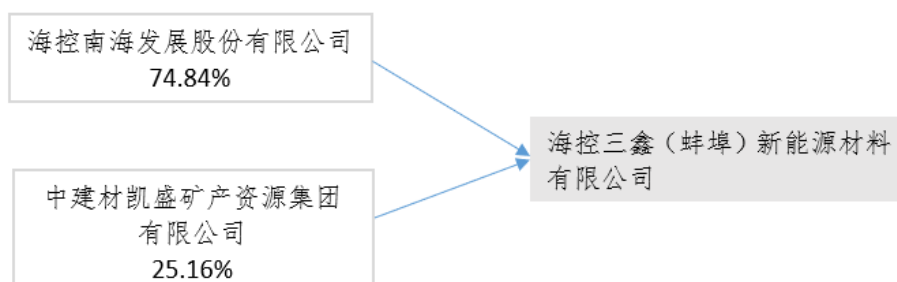 海控南海发展股份有限公司
74.84%
海控三鑫（蚌埠）新能源材料
有限公司
中建材凯盛矿产资源集团
有限公司
25.16%